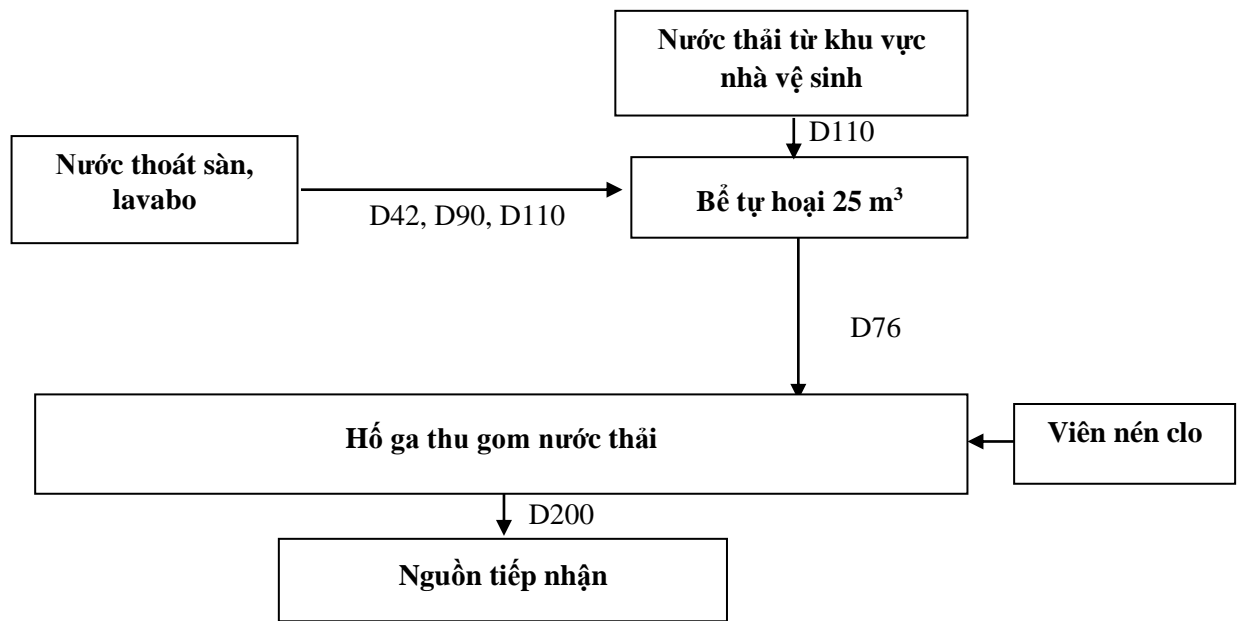 Nước thải từ khu vực
nhà vệ sinh
D110
Nước thoát sàn,
lavabo
D42, D90, D110
Bể tự hoại 25 m³
D76
Hố ga thu gom nước thải
Viên nén clo
D200
Nguồn tiếp nhận